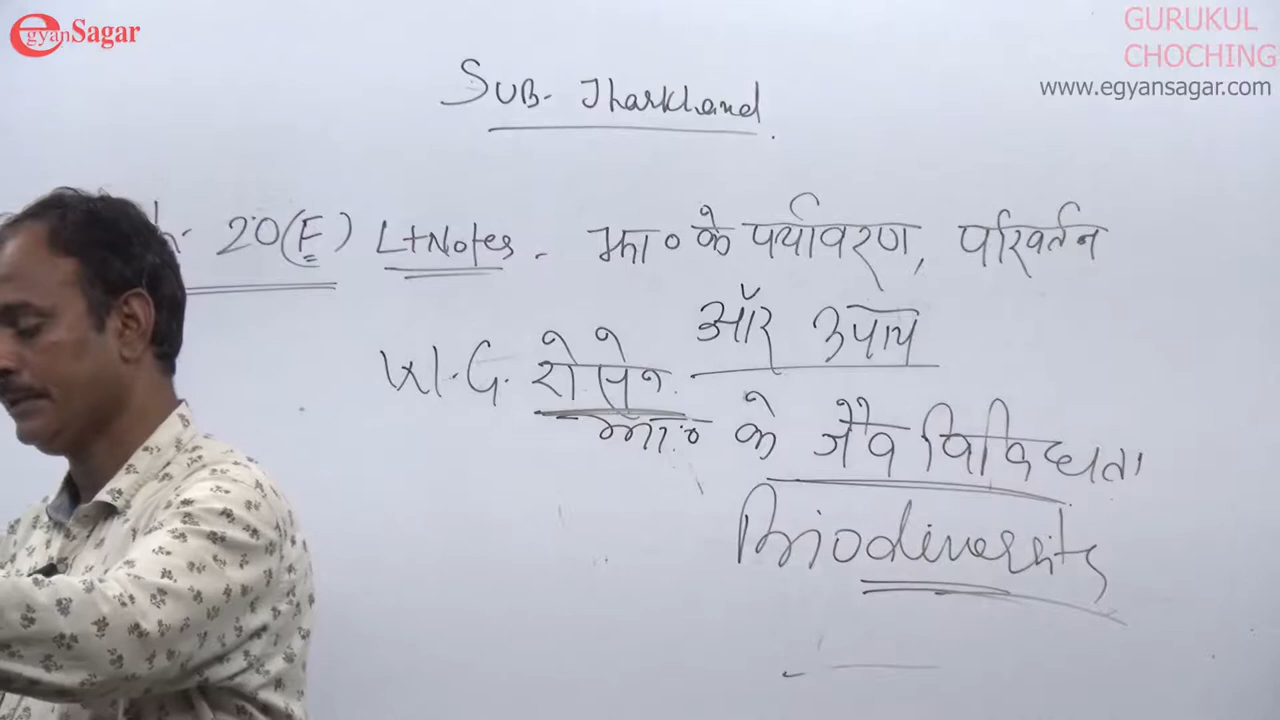 egyanSagar
GURUKUL
CHOCHING
www.egyansagar.com
SUB- Jharkhand.
20(F) L+Notes - झा० के पर्यावरण, परिवर्तन
और उपाय
W.G. रोसेन
झा० के जैव विविधता
Biodiversity